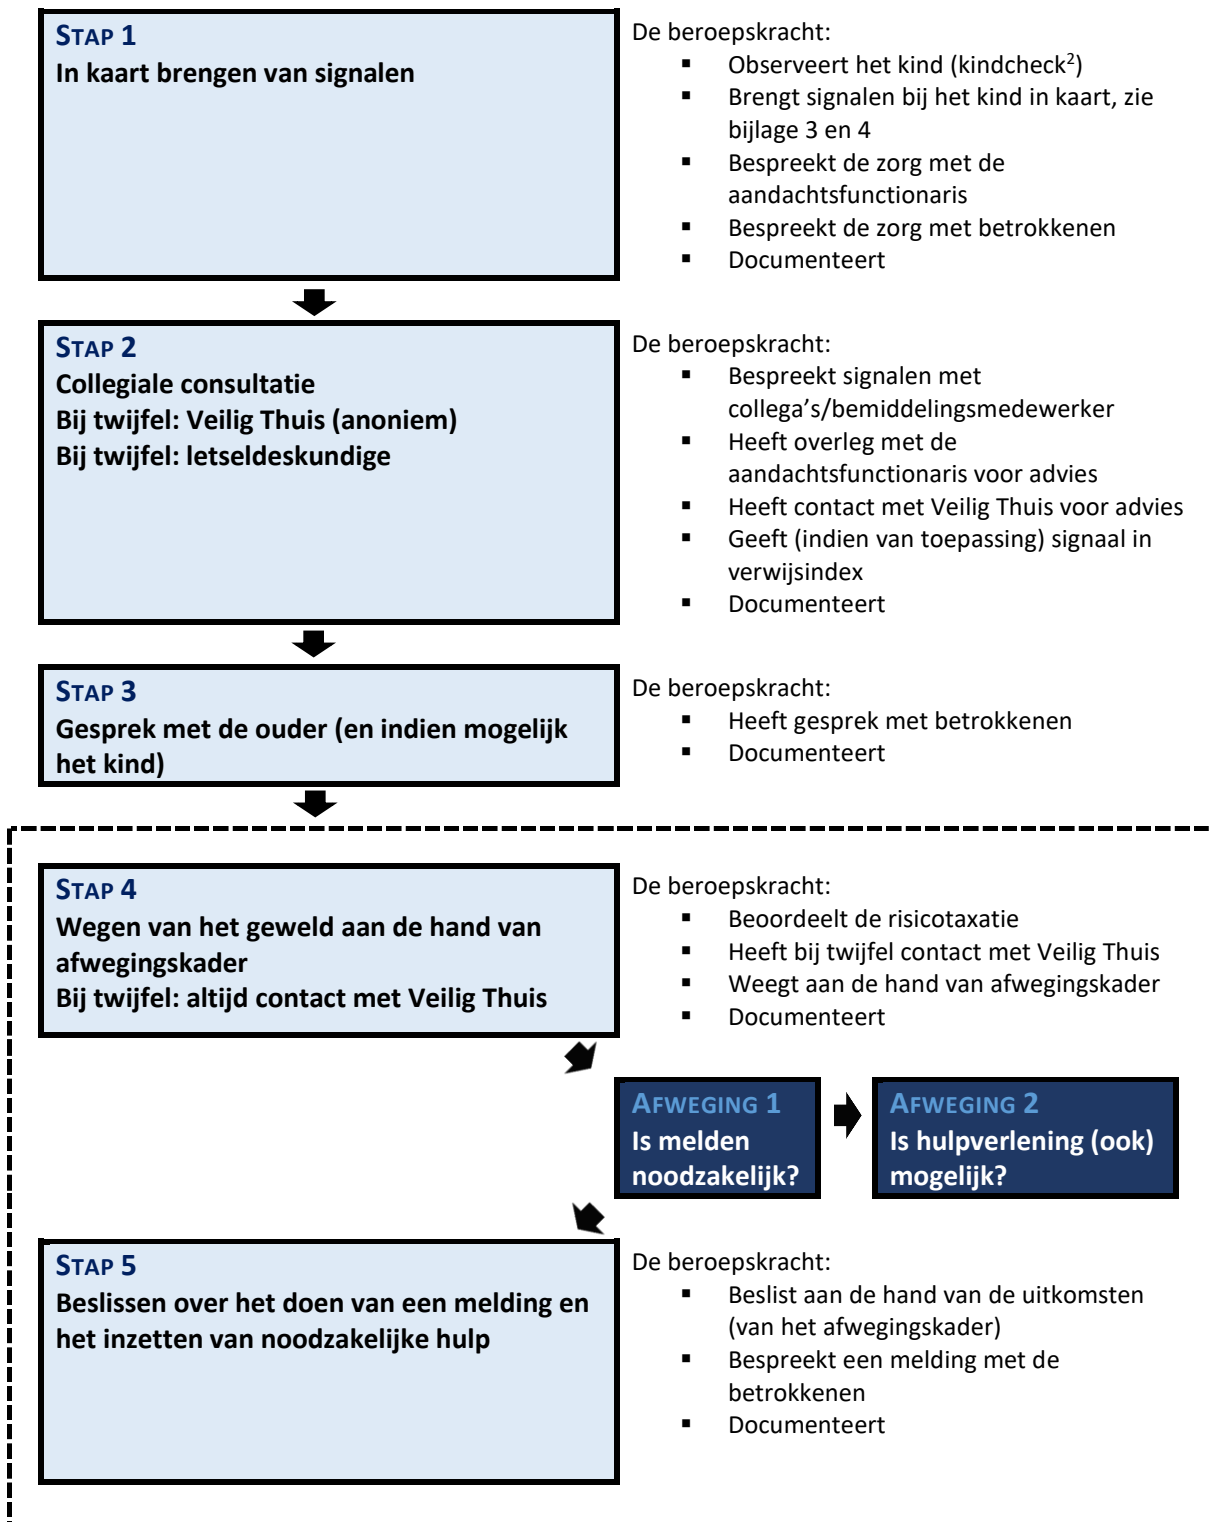 STAP 1
In kaart brengen van signalen
De beroepskracht:
▪ Observeert het kind (kindcheck²)
▪ Brengt signalen bij het kind in kaart, zie
bijlage 3 en 4
▪ Bespreekt de zorg met de
aandachtsfunctionaris
▪ Bespreekt de zorg met betrokkenen
▪ Documenteert
STAP 2
Collegiale consultatie
Bij twijfel: Veilig Thuis (anoniem)
Bij twijfel: letseldeskundige
De beroepskracht:
▪ Bespreekt signalen met
collega’s/bemiddelingsmedewerker
▪ Heeft overleg met de
aandachtsfunctionaris voor advies
▪ Heeft contact met Veilig Thuis voor advies
▪ Geeft (indien van toepassing) signaal in
verwijsindex
▪ Documenteert
STAP 3
Gesprek met de ouder (en indien mogelijk
het kind)
De beroepskracht:
▪ Heeft gesprek met betrokkenen
▪ Documenteert
STAP 4
Wegen van het geweld aan de hand van
afwegingskader
Bij twijfel: altijd contact met Veilig Thuis
De beroepskracht:
▪ Beoordeelt de risicotaxatie
▪ Heeft bij twijfel contact met Veilig Thuis
▪ Weegt aan de hand van afwegingskader
▪ Documenteert
AFWEGING 1
Is melden
noodzakelijk?
AFWEGING 2
Is hulpverlening (ook)
mogelijk?
STAP 5
Beslissen over het doen van een melding en
het inzetten van noodzakelijke hulp
De beroepskracht:
▪ Beslist aan de hand van de uitkomsten
(van het afwegingskader)
▪ Bespreekt een melding met de
betrokkenen
▪ Documenteert